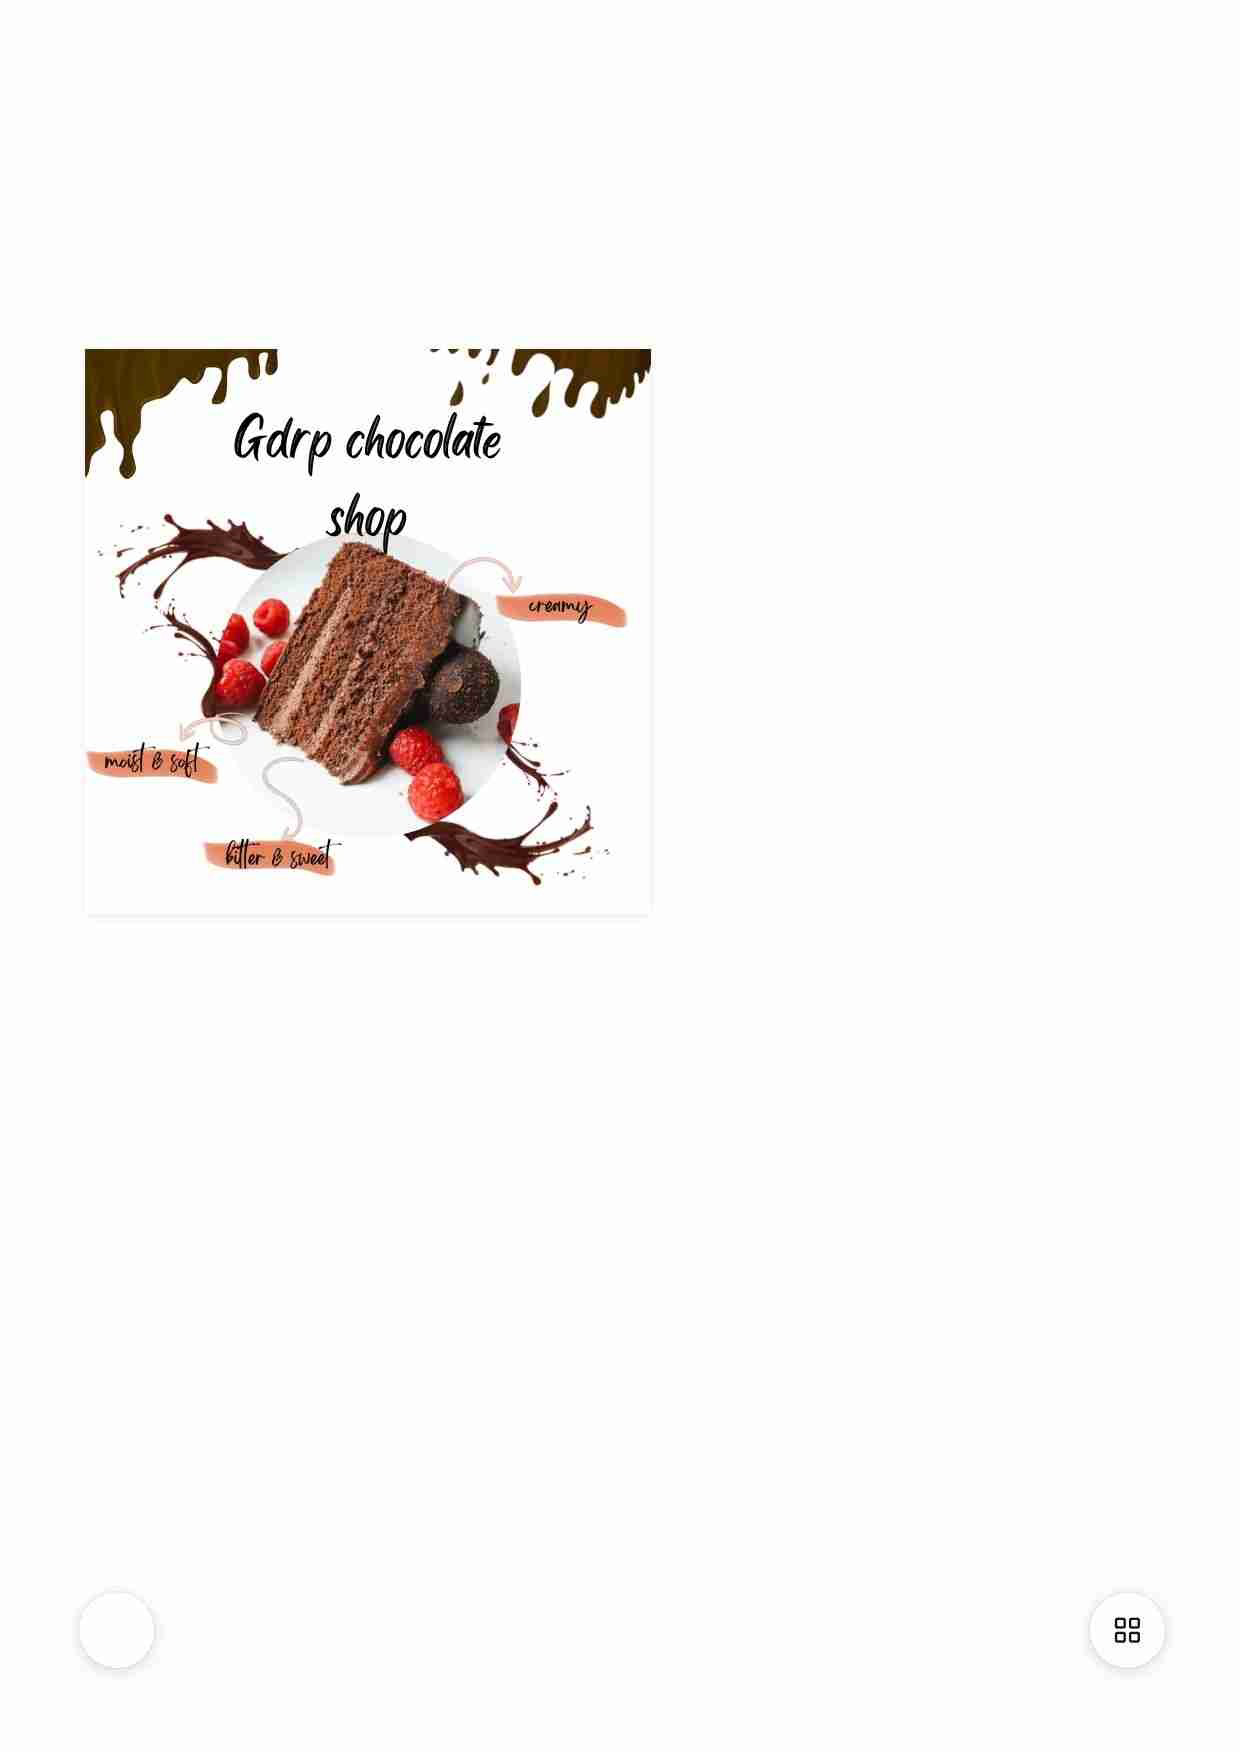 Gdrp chocolate
shop
creamy
moist & soft
bitter & sweet